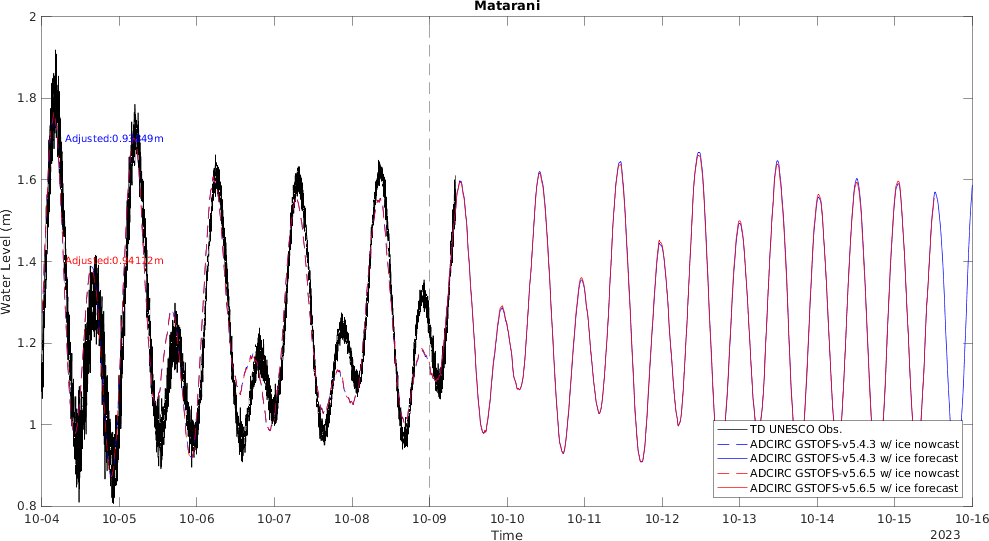 Matarani
2
1.8
1.6
1.4
1.2
1
0.8
Water Level (m)
Adjusted:0.93849m
Adjusted:0.94172m
TD UNESCO Obs.
ADCIRC GSTOFS-v5.4.3 w/ ice nowcast
ADCIRC GSTOFS-v5.4.3 w/ ice forecast
ADCIRC GSTOFS-v5.6.5 w/ ice nowcast
ADCIRC GSTOFS-v5.6.5 w/ ice forecast
10-04 10-05 10-06 10-07 10-08 10-09 10-10 10-11 10-12 10-13 10-14 10-15 10-16
Time
2023